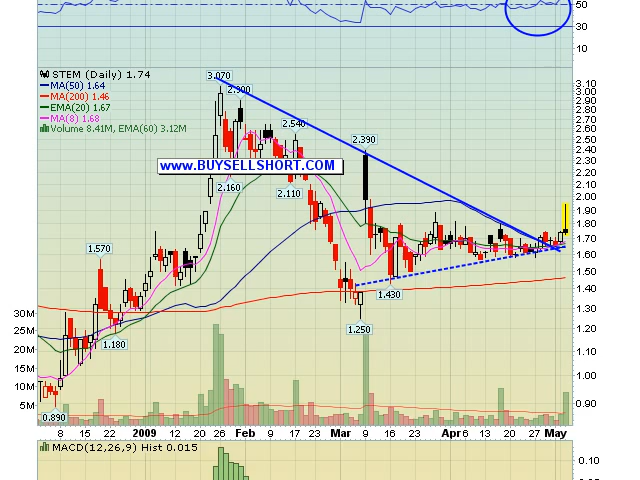 50
30
10
STEM (Daily) 1.74
MA(50) 1.64
MA(200) 1.46
EMA(20) 1.67
MA(8) 1.68
Volume 8.41M, EMA(60) 3.12M
3.070
2.900
2.540
2.390
www.BUYSELLSHORT.COM
2.160
2.110
1.570
1.430
1.250
1.180
0.890
3.10
3.00
2.90
2.80
2.70
2.60
2.50
2.40
2.30
2.20
2.10
2.00
1.90
1.80
1.70
1.60
1.50
1.40
1.30
1.20
1.10
1.00
0.90
30M
25M
20M
15M
10M
5M
8 15 22 2009 12 20 26 Feb 9 17 23 Mar 9 16 23 Apr 6 13 20 27 May
MACD(12,26,9) Hist 0.015
0.10
0.05